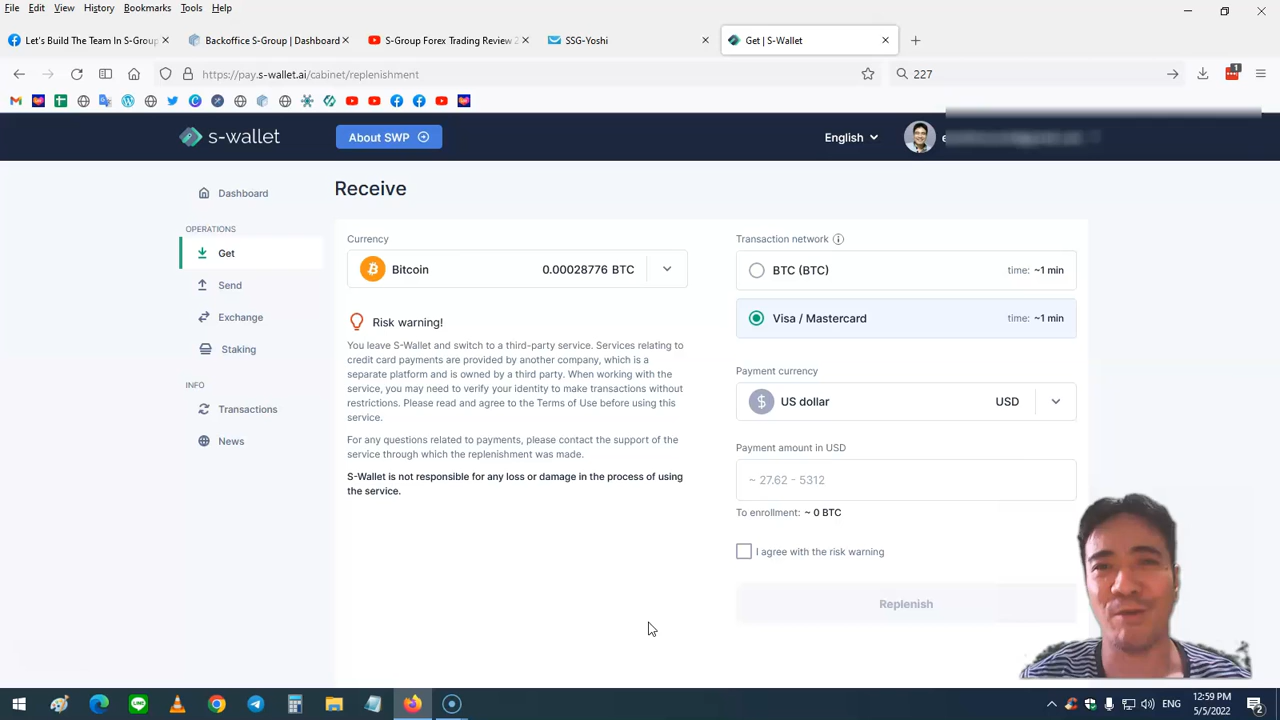 File Edit View History Bookmarks Tools Help
Let's Build The Team In S-Group
Backoffice S-Group | Dashboard
S-Group Forex Trading Review 2
SSG-Yoshi
Get | S-Wallet
https://pay.s-wallet.ai/cabinet/replenishment
227
1
s-wallet
About SWP
English
e
Dashboard
OPERATIONS
Get
Send
Exchange
Staking
INFO
Transactions
News
Receive
Currency
Bitcoin 0.00028776 BTC
Risk warning!
You leave S-Wallet and switch to a third-party service. Services relating
to credit card payments are provided by another company, which is a
separate platform and is owned by a third party. When working with the
service, you may need to verify your identity to make transactions without
restrictions. Please read and agree to the Terms of Use before using this
service.
For any questions related to payments, please contact the support of the
service through which the replenishment was made.
S-Wallet is not responsible for any loss or damage in the process of using
the service.
Transaction network
BTC (BTC) time: ~1 min
Visa / Mastercard time: ~1 min
Payment currency
$ US dollar USD
Payment amount in USD
~ 27.62 - 5312
To enrollment: ~ 0 BTC
I agree with the risk warning
Replenish
ENG
12:59 PM
5/5/2022
2